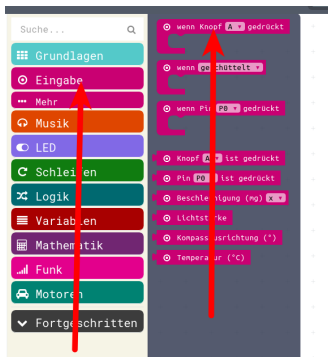 Suche...
Grundlagen
Eingabe
Mehr
Musik
LED
Schleifen
Logik
Variablen
Mathematik
Funk
Motoren
Fortgeschritten
wenn Knopf A gedrückt
wenn geschüttelt
wenn Pin P0 gedrückt
Knopf A ist gedrückt
Pin P0 ist gedrückt
Beschleunigung (mg) x
Lichtstärke
Kompassausrichtung (°)
Temperatur (°C)